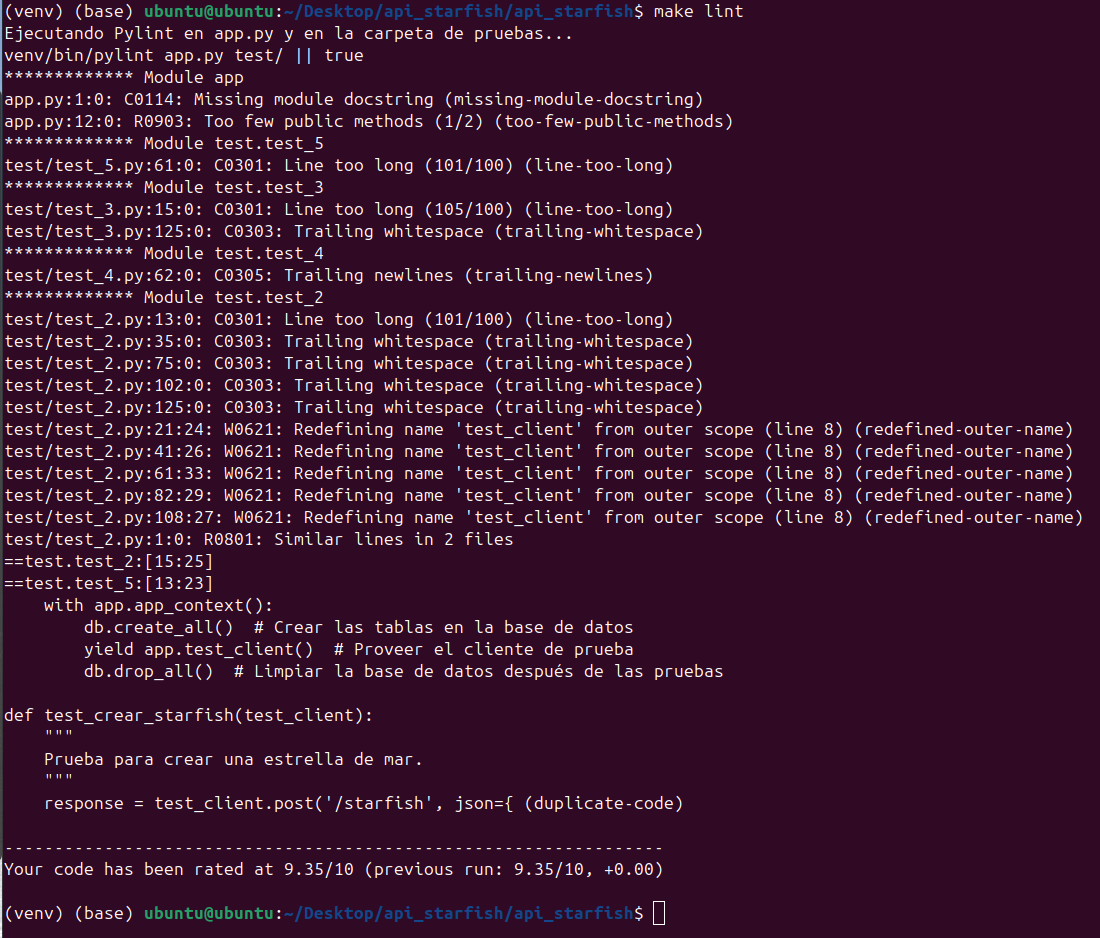 (venv) (base) ubuntu@ubuntu:~/Desktop/api_starfish/api_starfish$ make lint
Ejecutando Pylint en app.py y en la carpeta de pruebas...
venv/bin/pylint app.py test/ || true
************* Module app
app.py:1:0: C0114: Missing module docstring (missing-module-docstring)
app.py:12:0: R0903: Too few public methods (1/2) (too-few-public-methods)
************* Module test.test_5
test/test_5.py:61:0: C0301: Line too long (101/100) (line-too-long)
************* Module test.test_3
test/test_3.py:15:0: C0301: Line too long (105/100) (line-too-long)
test/test_3.py:125:0: C0303: Trailing whitespace (trailing-whitespace)
************* Module test.test_4
test/test_4.py:62:0: C0305: Trailing newlines (trailing-newlines)
************* Module test.test_2
test/test_2.py:13:0: C0301: Line too long (101/100) (line-too-long)
test/test_2.py:35:0: C0303: Trailing whitespace (trailing-whitespace)
test/test_2.py:75:0: C0303: Trailing whitespace (trailing-whitespace)
test/test_2.py:102:0: C0303: Trailing whitespace (trailing-whitespace)
test/test_2.py:125:0: C0303: Trailing whitespace (trailing-whitespace)
test/test_2.py:21:24: W0621: Redefining name 'test_client' from outer scope (line 8) (redefined-outer-name)
test/test_2.py:41:26: W0621: Redefining name 'test_client' from outer scope (line 8) (redefined-outer-name)
test/test_2.py:61:33: W0621: Redefining name 'test_client' from outer scope (line 8) (redefined-outer-name)
test/test_2.py:82:29: W0621: Redefining name 'test_client' from outer scope (line 8) (redefined-outer-name)
test/test_2.py:108:27: W0621: Redefining name 'test_client' from outer scope (line 8) (redefined-outer-name)
test/test_2.py:1:0: R0801: Similar lines in 2 files
==test.test_2:[15:25]
==test.test_5:[13:23]
    with app.app_context():
        db.create_all()  # Crear las tablas en la base de datos
        yield app.test_client()  # Proveer el cliente de prueba
        db.drop_all()  # Limpiar la base de datos después de las pruebas

def test_crear_starfish(test_client):
    """
    Prueba para crear una estrella de mar.
    """
    response = test_client.post('/starfish', json={ (duplicate-code)

------------------------------------------------------------------
Your code has been rated at 9.35/10 (previous run: 9.35/10, +0.00)

(venv) (base) ubuntu@ubuntu:~/Desktop/api_starfish/api_starfish$